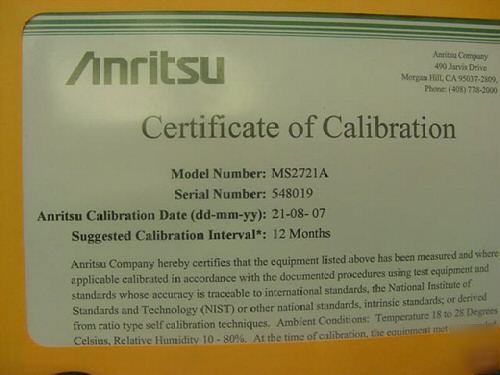 Anritsu
Anritsu Company
490 Jarvis Drive
Morgan Hill, CA 95037-2809,
Phone: (408) 778-2000
Certificate of Calibration
Model Number: MS2721A
Serial Number: 548019
Anritsu Calibration Date (dd-mm-yy): 21-08- 07
Suggested Calibration Interval*: 12 Months
Anritsu Company hereby certifies that the equipment listed above has been measured and where
applicable calibrated in accordance with the documented procedures using test equipment and
standards whose accuracy is traceable to international standards, the National Institute of
Standards and Technology (NIST) or other national standards, intrinsic standards; or derived
from ratio type self calibration techniques. Ambient Conditions: Temperature 18 to 28 Degrees
Celsius, Relative Humidity 10 - 80%. At the time of calibration, the equipment met